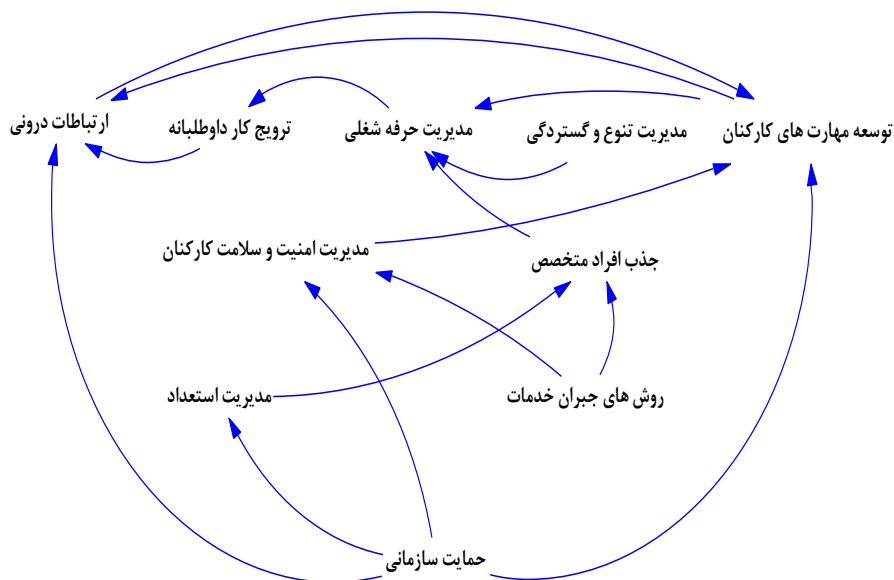 توسعه مهارت های کارکنان
مدیریت تنوع و گستردگی
مدیریت حرفه شغلی
ترویج کار داوطلبانه
ارتباطات درونی
جذب افراد متخصص
مدیریت امنیت و سلامت کارکنان
روش های جبران خدمات
مدیریت استعداد
حمایت سازمانی